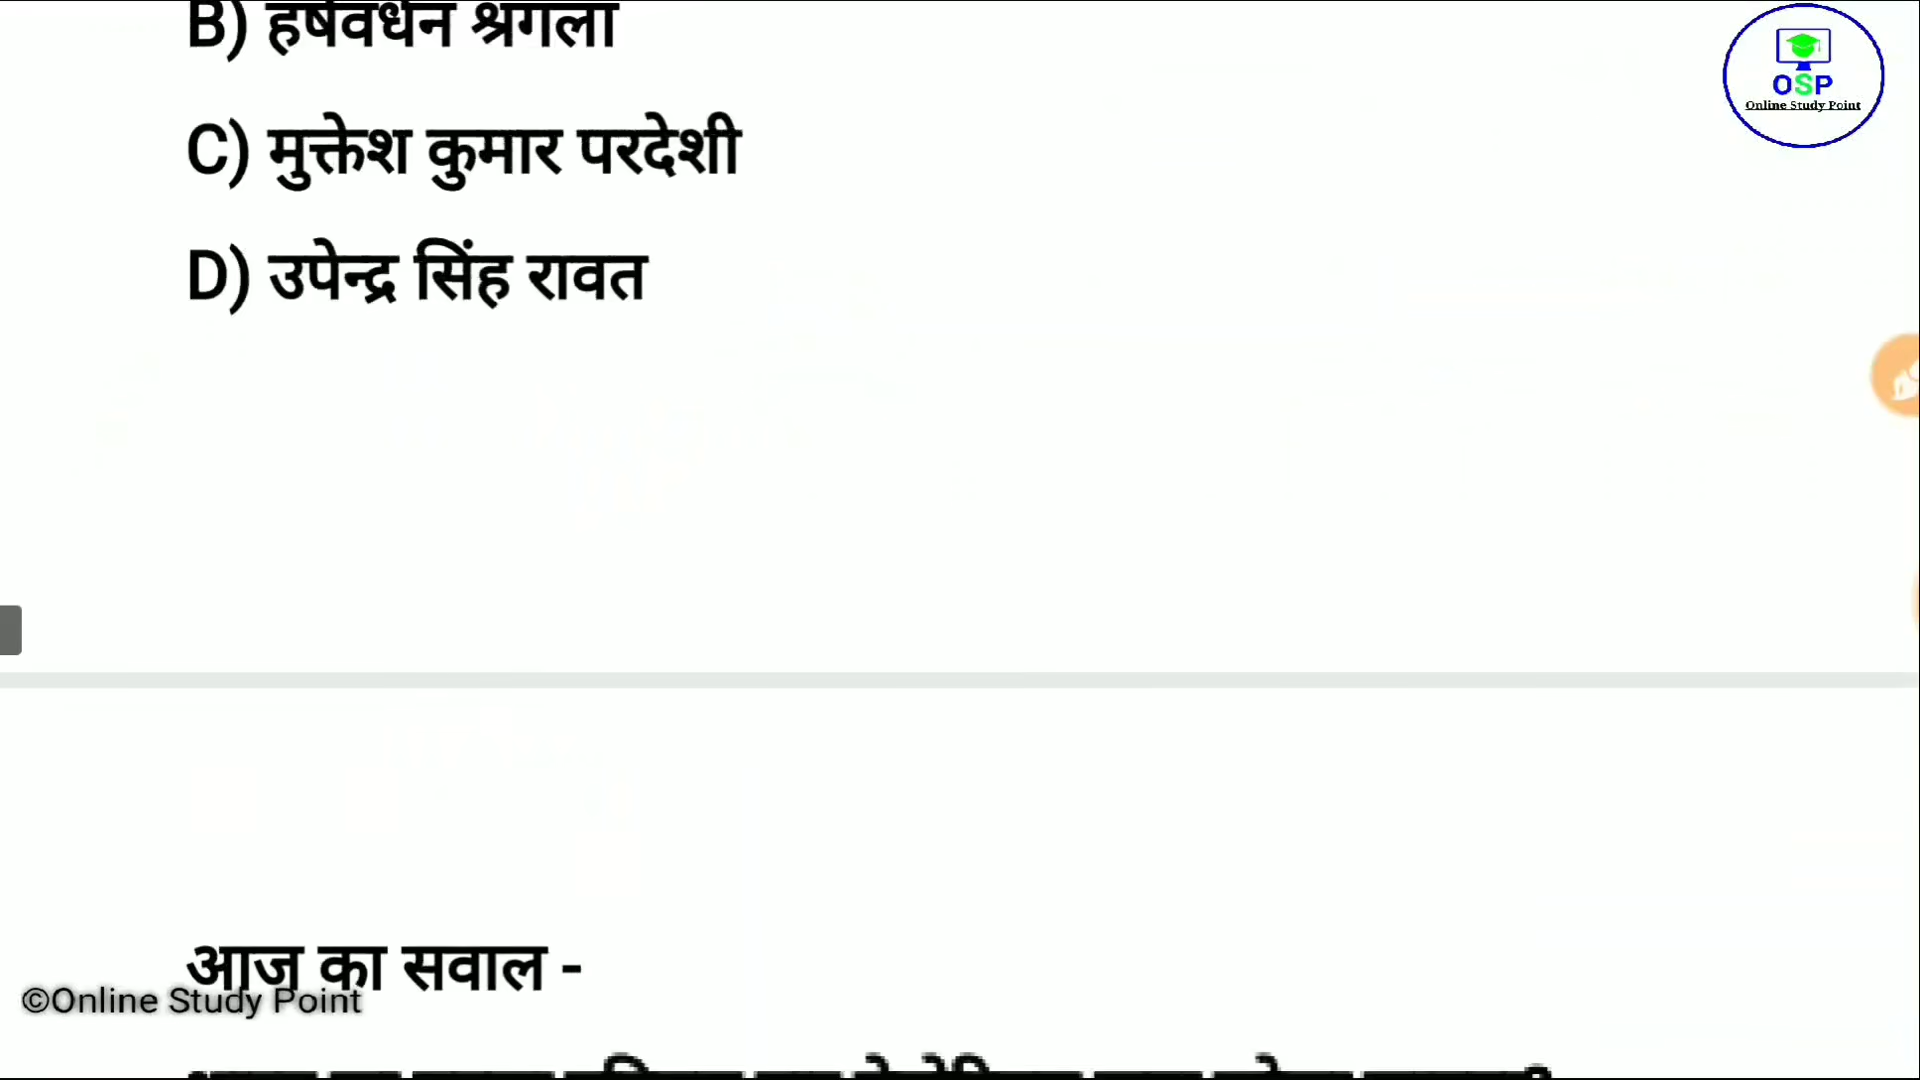 B) हर्षवर्धन श्रृंगला
OSP
Online Study Point
C) मुक्तेश कुमार परदेशी
D) उपेन्द्र सिंह रावत
आज का सवाल -
©Online Study Point